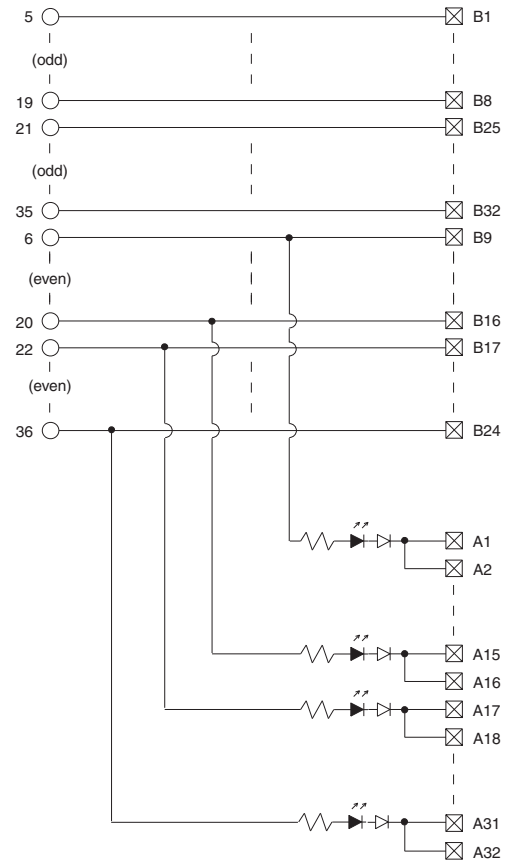 5 B1
(odd)
19 B8
21 B25
(odd)
35 B32
6 B9
(even)
20 B16
22 B17
(even)
36 B24
A1
A2
A15
A16
A17
A18
A31
A32